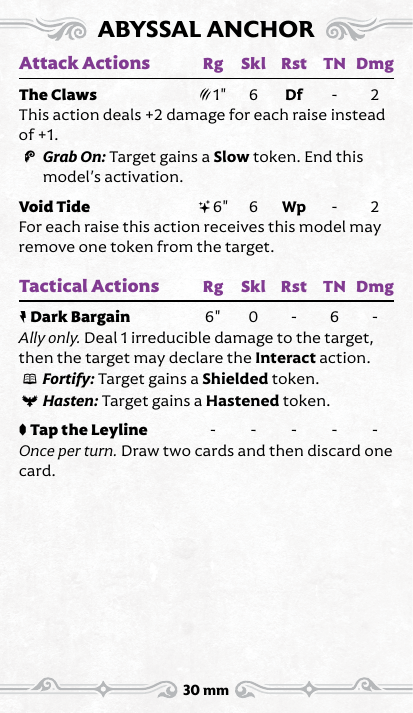 ABYSSAL ANCHOR
Attack Actions Rg Skl Rst TN Dmg
The Claws 1" 6 Df - 2
This action deals +2 damage for each raise instead
of +1.
Grab On: Target gains a Slow token. End this
model's activation.
Void Tide 6" 6 Wp - 2
For each raise this action receives this model may
remove one token from the target.
Tactical Actions Rg Skl Rst TN Dmg
Dark Bargain 6" 0 - 6 -
Ally only. Deal 1 irreducible damage to the target,
then the target may declare the Interact action.
Fortify: Target gains a Shielded token.
Hasten: Target gains a Hastened token.
Tap the Leyline - - - - -
Once per turn. Draw two cards and then discard one
card.
30 mm